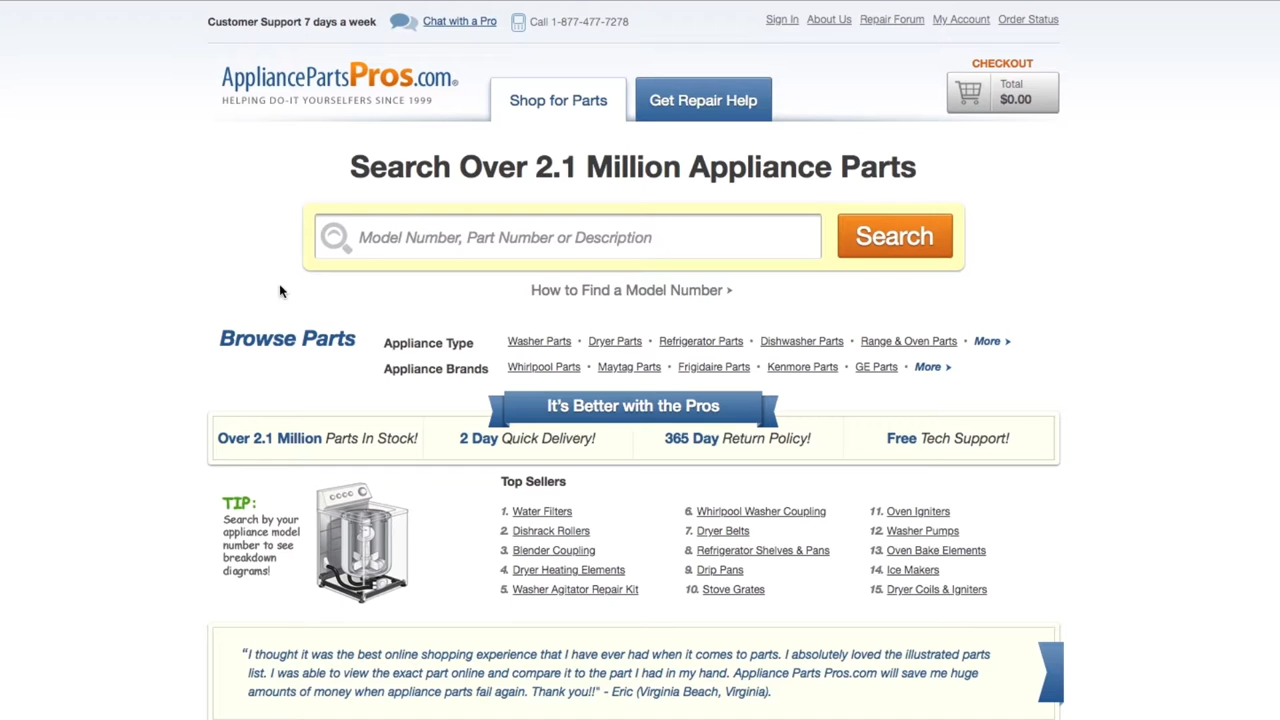 Customer Support 7 days a week Chat with a Pro Call 1-877-477-7278 Sign In About Us Repair Forum My Account Order Status
CHECKOUT
AppliancePartsPros.com®
HELPING DO-IT YOURSELFERS SINCE 1999
Shop for Parts
Get Repair Help
Total
$0.00
Search Over 2.1 Million Appliance Parts
Model Number, Part Number or Description Search
How to Find a Model Number
Browse Parts
Appliance Type Washer Parts • Dryer Parts • Refrigerator Parts • Dishwasher Parts • Range & Oven Parts • More
Appliance Brands Whirlpool Parts • Maytag Parts • Frigidaire Parts • Kenmore Parts • GE Parts • More
It's Better with the Pros
Over 2.1 Million Parts In Stock! 2 Day Quick Delivery! 365 Day Return Policy! Free Tech Support!
TIP:
Search by your
appliance model
number to see
breakdown
diagrams!
Top Sellers
1. Water Filters
2. Dishrack Rollers
3. Blender Coupling
4. Dryer Heating Elements
5. Washer Agitator Repair Kit
6. Whirlpool Washer Coupling
7. Dryer Belts
8. Refrigerator Shelves & Pans
9. Drip Pans
10. Stove Grates
11. Oven Igniters
12. Washer Pumps
13. Oven Bake Elements
14. Ice Makers
15. Dryer Coils & Igniters
"I thought it was the best online shopping experience that I have ever had when it comes to parts. I absolutely loved the illustrated parts
list. I was able to view the exact part online and compare it to the part I had in my hand. Appliance Parts Pros.com will save me huge
amounts of money when appliance parts fail again. Thank you!!" - Eric (Virginia Beach, Virginia).